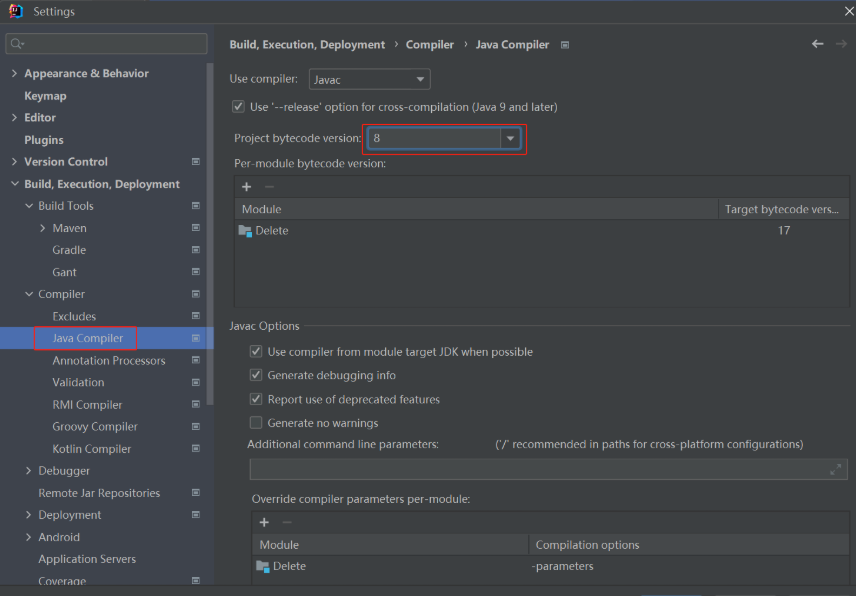 Settings
Appearance & Behavior
Keymap
Editor
Plugins
Version Control
Build, Execution, Deployment
Build Tools
Maven
Gradle
Gant
Compiler
Excludes
Java Compiler
Annotation Processors
Validation
RMI Compiler
Groovy Compiler
Kotlin Compiler
Debugger
Remote Jar Repositories
Deployment
Android
Application Servers
Coverage
Build, Execution, Deployment › Compiler › Java Compiler
Use compiler: Javac
Use '--release' option for cross-compilation (Java 9 and later)
Project bytecode version: 8
Per-module bytecode version:
Module Target bytecode vers...
Delete 17
Javac Options
Use compiler from module target JDK when possible
Generate debugging info
Report use of deprecated features
Generate no warnings
Additional command line parameters: ('/' recommended in paths for cross-platform configurations)
Override compiler parameters per-module:
Module Compilation options
Delete -parameters